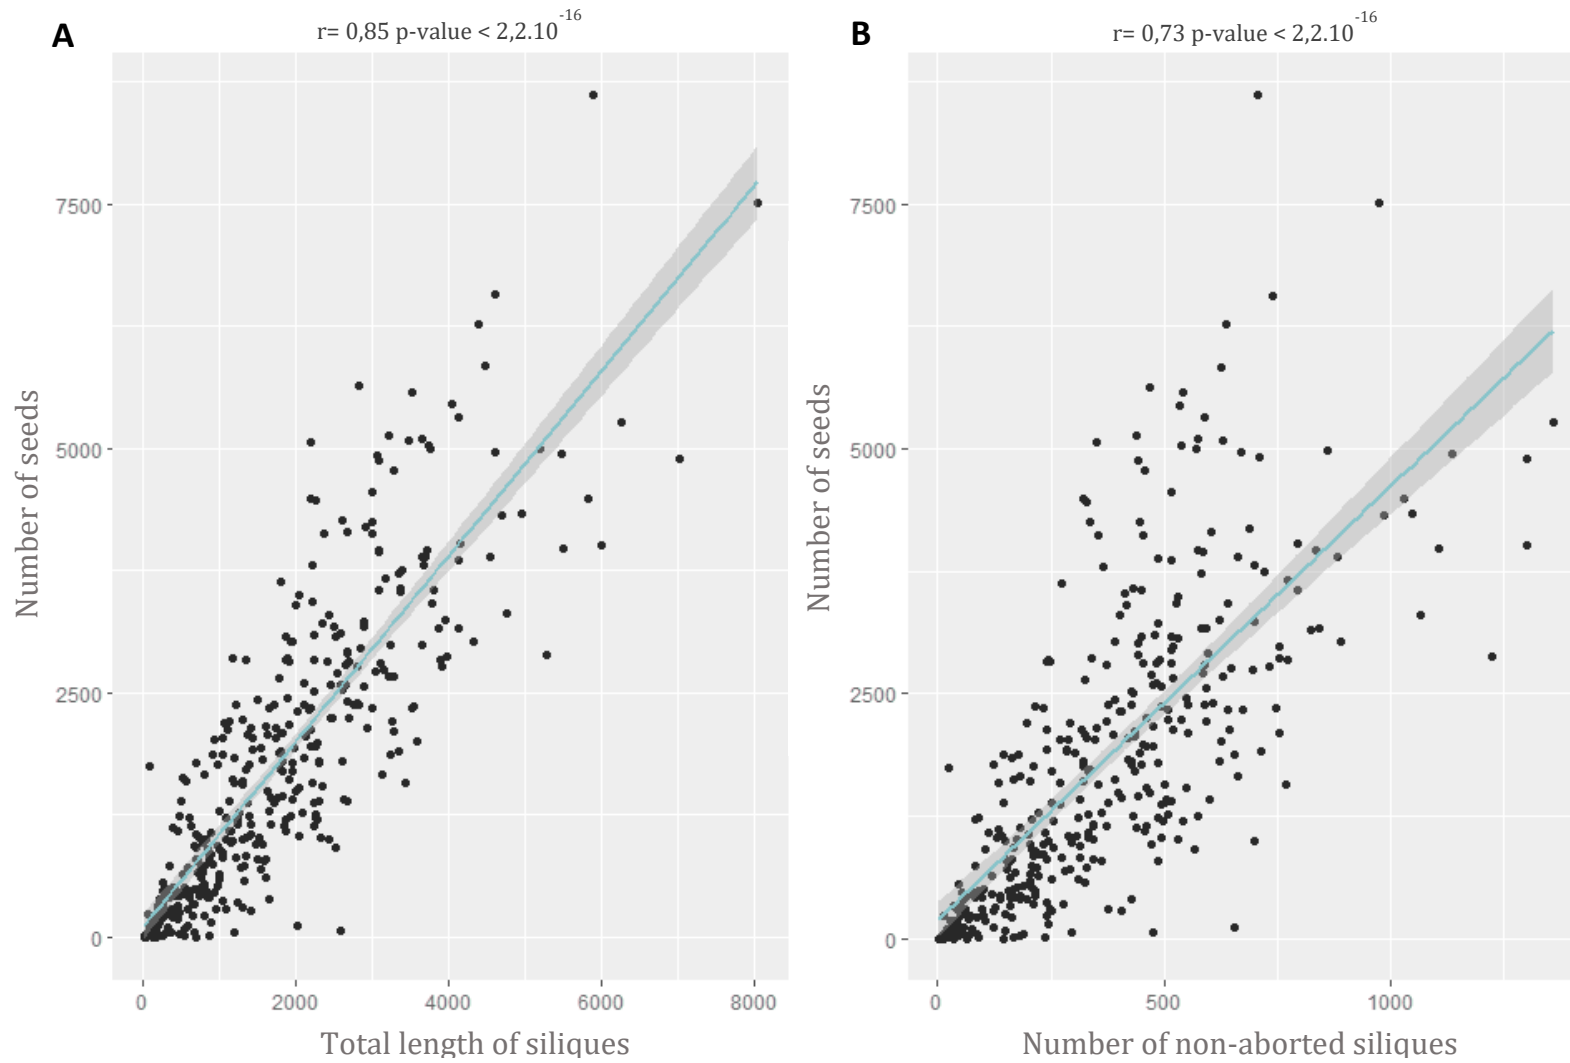 A
r= 0,85 p-value < 2,2.10-16
Number of seeds
7500
5000
2500
0
0 2000 4000 6000 8000
Total length of siliques
B
r= 0,73 p-value < 2,2.10-16
Number of seeds
7500
5000
2500
0
0 500 1000
Number of non-aborted siliques